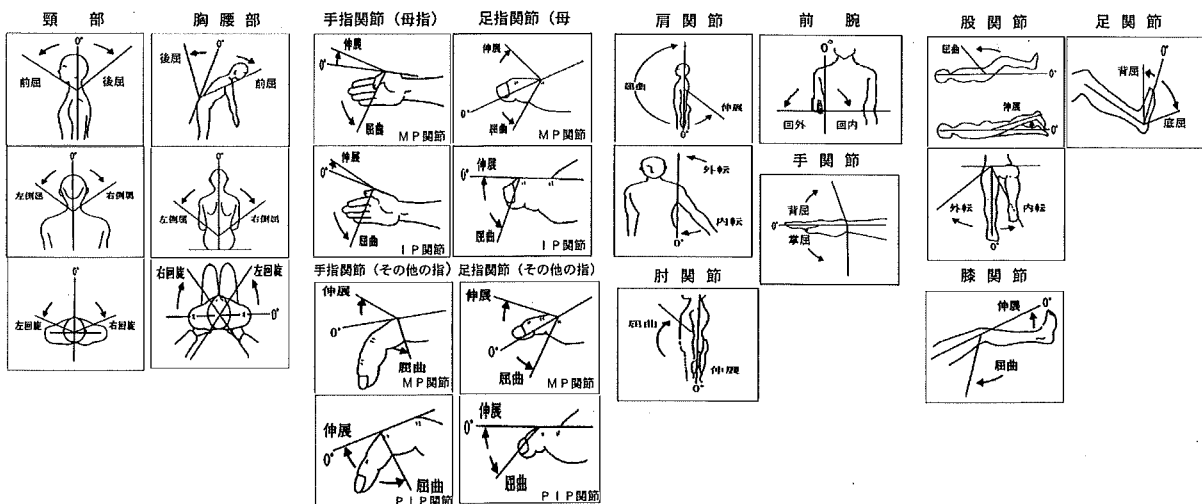 頸部
0°
前屈
後屈
0°
左側屈
右側屈
0°
左回旋
右回旋
胸腰部
0°
後屈
前屈
0°
左側屈
右側屈
右回旋
左回旋
0°
手指関節(母指)
伸展
0°
屈曲
MP関節
伸展
0°
屈曲
IP関節
手指関節(その他の指)
伸展
0°
屈曲
MP関節
伸展
0°
屈曲
PIP関節
足指関節(母
伸展
0°
屈曲
MP関節
伸展
0°
屈曲
IP関節
足指関節(その他の指)
伸展
0°
屈曲
MP関節
伸展
0°
屈曲
PIP関節
肩関節
屈曲
伸展
0°
外転
内転
0°
肘関節
屈曲
伸展
0°
前腕
0°
回外
回内
手関節
背屈
0°
掌屈
股関節
屈曲
0°
伸展
0°
外転
内転
0°
膝関節
伸展
0°
屈曲
足関節
0°
背屈
底屈